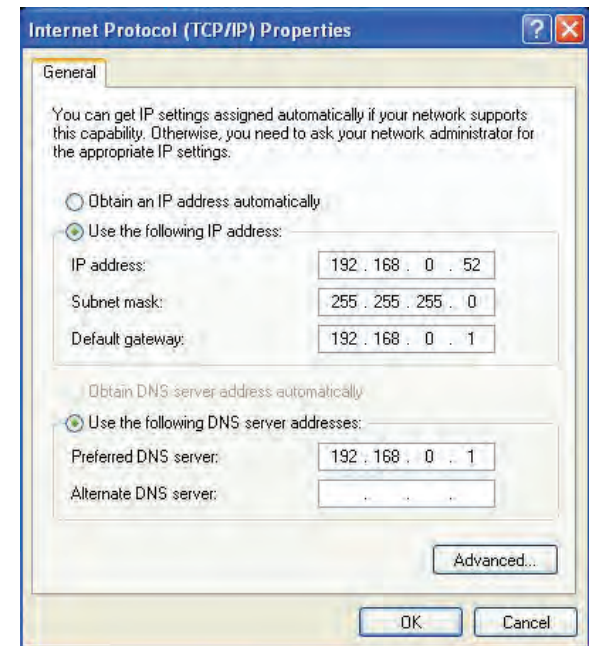 Internet Protocol (TCP/IP) Properties
General
You can get IP settings assigned automatically if your network supports
this capability. Otherwise, you need to ask your network administrator for
the appropriate IP settings.
Obtain an IP address automatically
Use the following IP address:
IP address: 192 . 168 . 0 . 52
Subnet mask: 255 . 255 . 255 . 0
Default gateway: 192 . 168 . 0 . 1
Obtain DNS server address automatically
Use the following DNS server addresses:
Preferred DNS server: 192 . 168 . 0 . 1
Alternate DNS server: . . .
Advanced...
OK Cancel